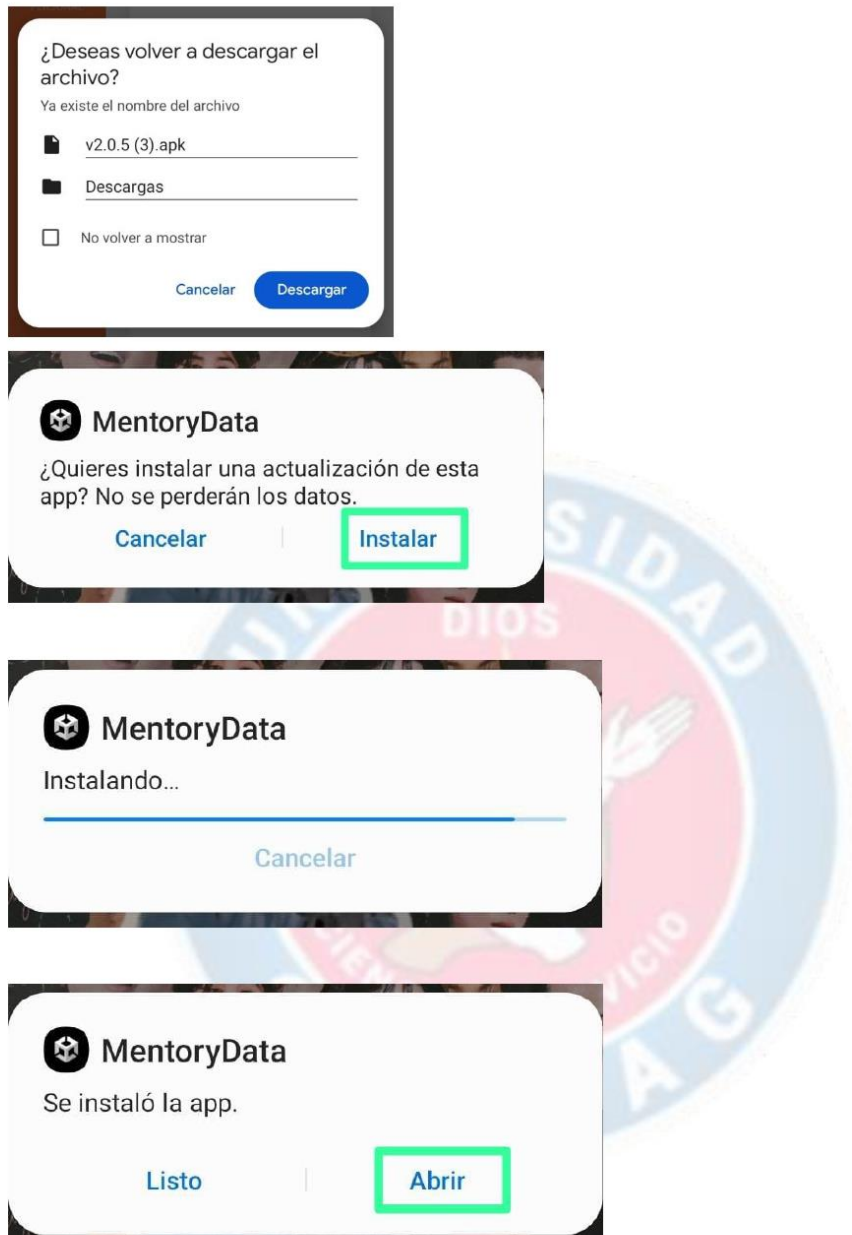 ¿Deseas volver a descargar el
archivo?
Ya existe el nombre del archivo
v2.0.5 (3).apk
Descargas
No volver a mostrar
Cancelar Descargar
MentoryData
¿Quieres instalar una actualización de esta
app? No se perderán los datos.
Cancelar Instalar
DIOS
MentoryData
Instalando...
Cancelar
MentoryData
Se instaló la app.
Listo Abrir